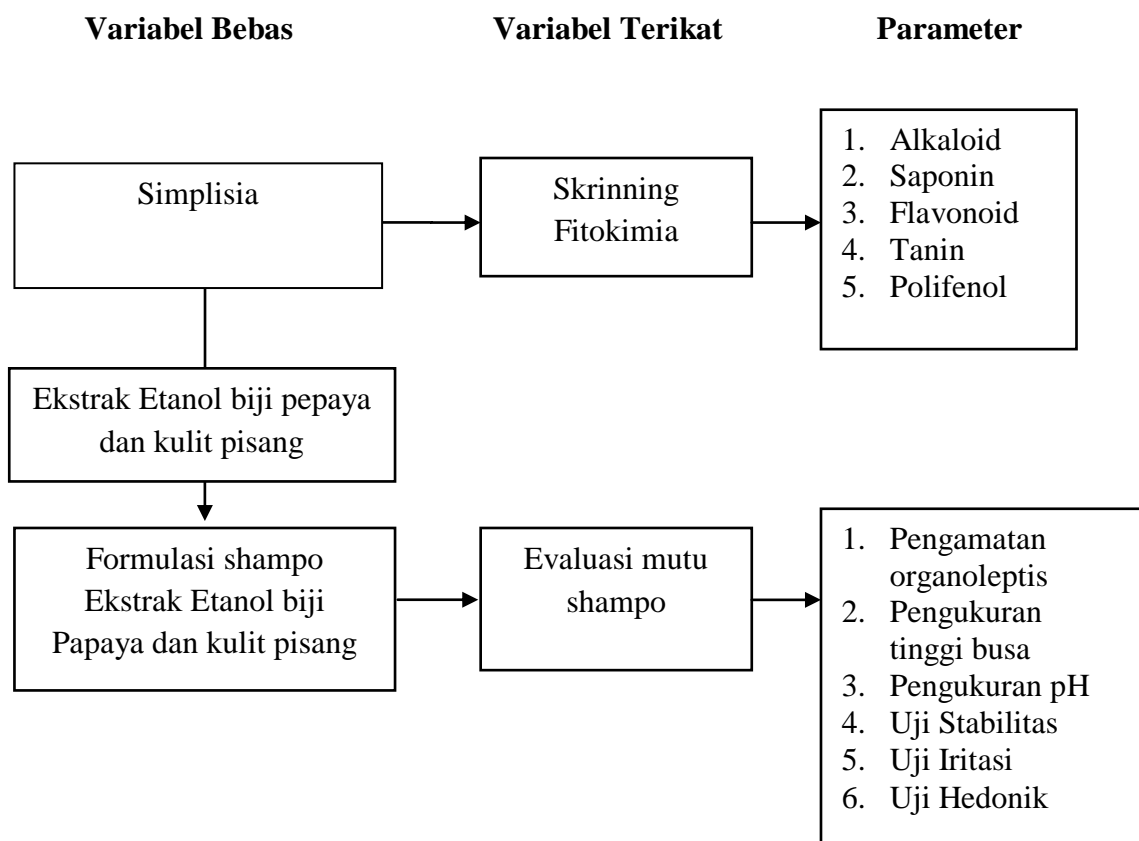 Variabel Bebas
Variabel Terikat
Parameter
Simplisia
Skrinning
Fitokimia
1. Alkaloid
2. Saponin
3. Flavonoid
4. Tanin
5. Polifenol
Ekstrak Etanol biji pepaya
dan kulit pisang
Formulasi shampo
Ekstrak Etanol biji
Papaya dan kulit pisang
Evaluasi mutu
shampo
1. Pengamatan
organoleptis
2. Pengukuran
tinggi busa
3. Pengukuran pH
4. Uji Stabilitas
5. Uji Iritasi
6. Uji Hedonik